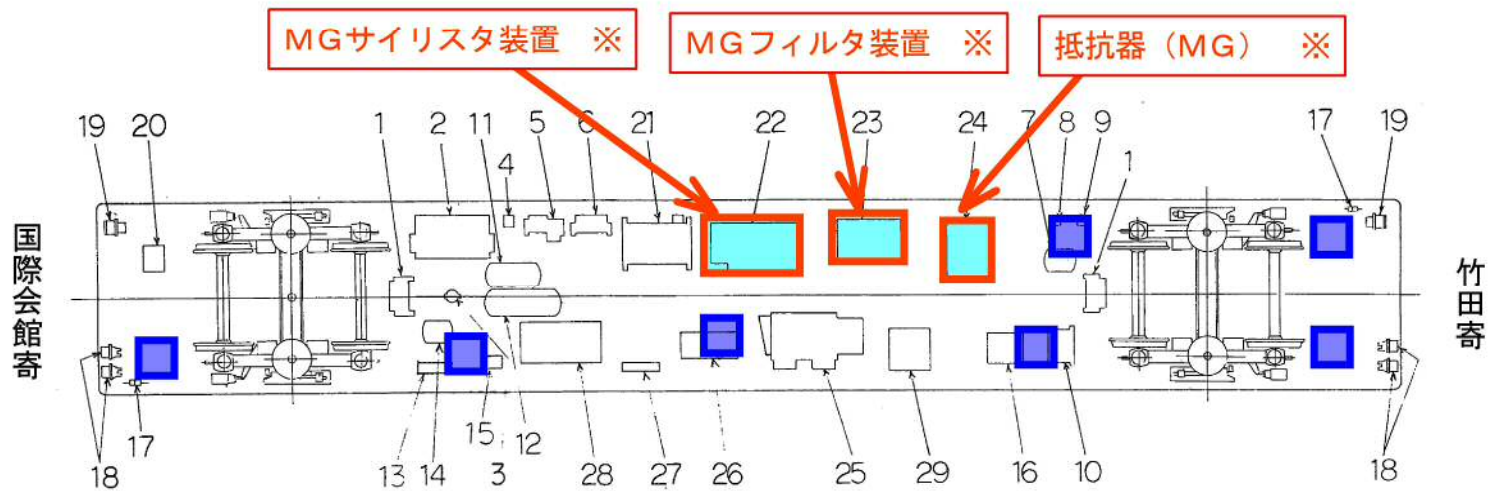 MGサイリスタ装置 ※
MGフィルタ装置 ※
抵抗器（MG） ※
19 20 1 2 11 4 5 6 21 22 23 24 7 8 9 1 17 19
国際会館寄
竹田寄
18 17 13 14 15 3 12 28 27 26 25 29 16 10 18